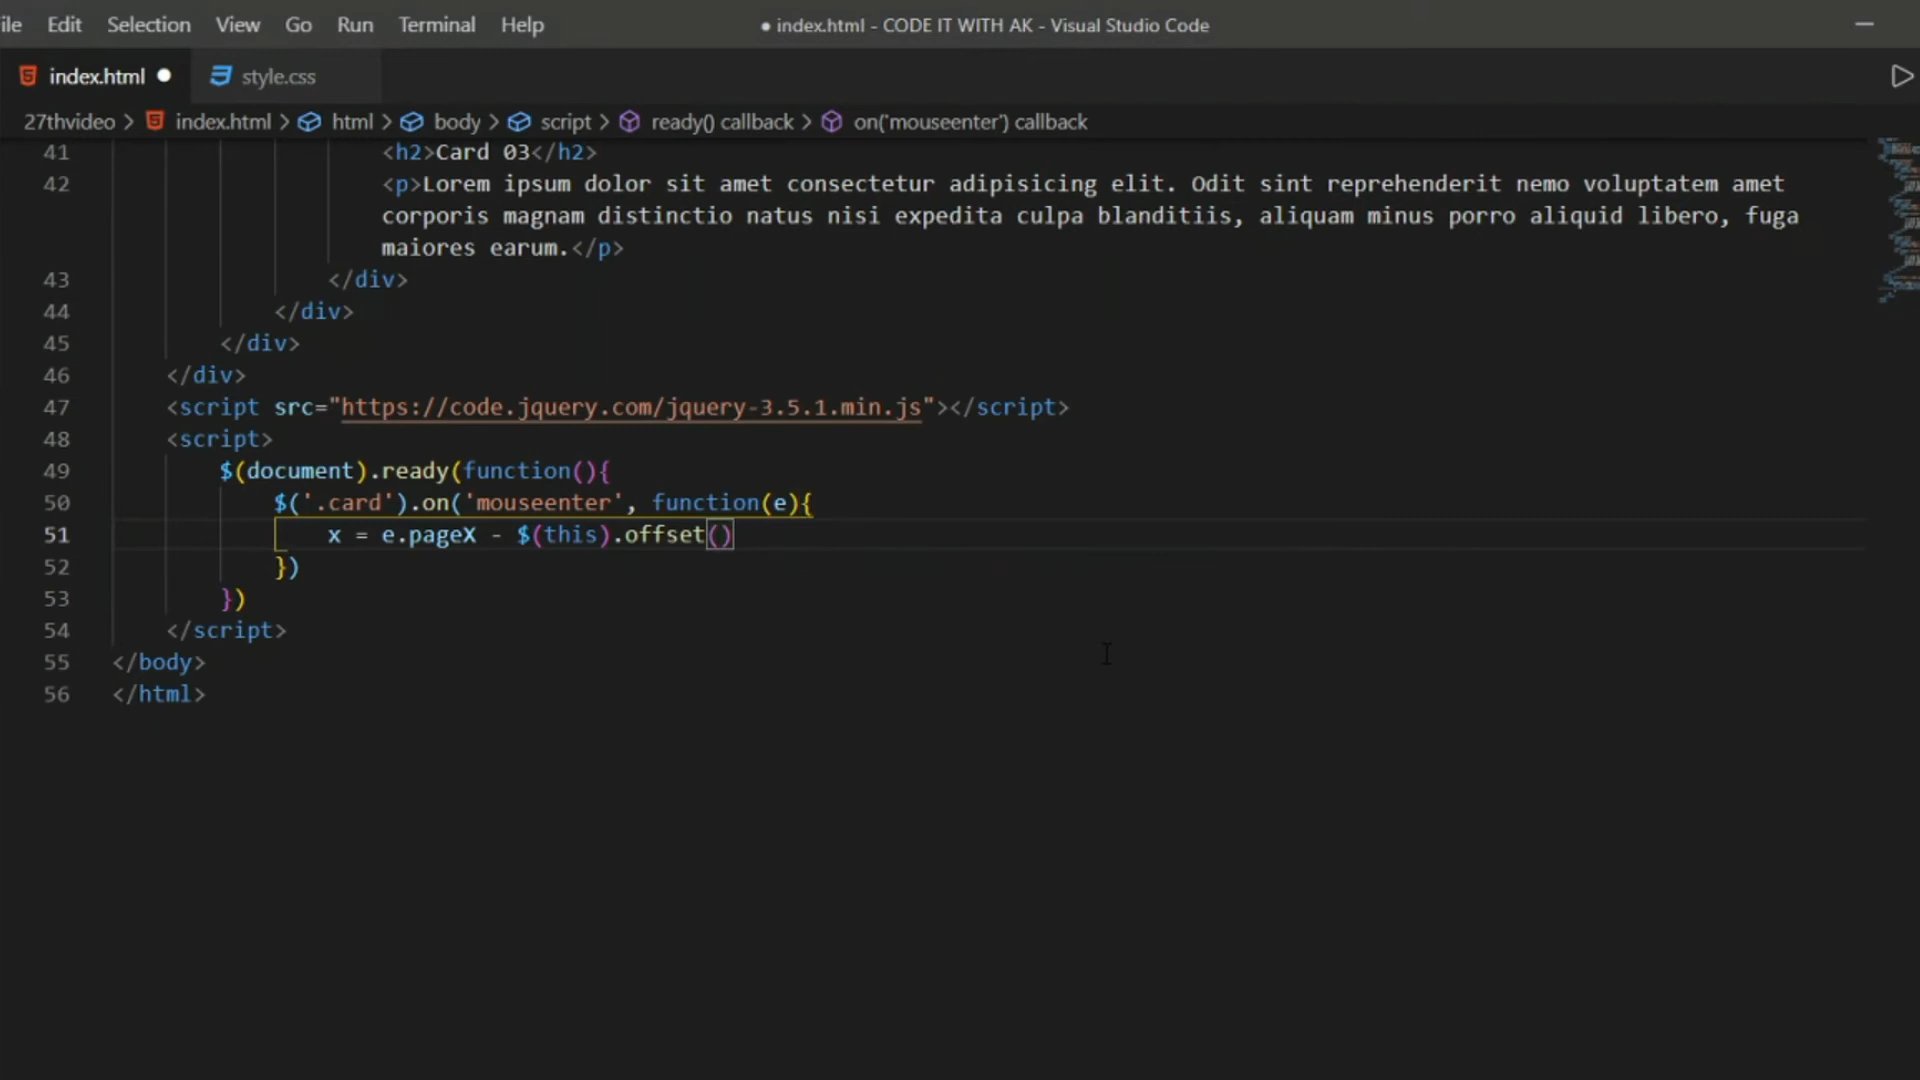 ile Edit Selection View Go Run Terminal Help ● index.html - CODE IT WITH AK - Visual Studio Code
index.html ● style.css
27thvideo > index.html > html > body > script > ready() callback > on('mouseenter') callback
41 <h2>Card 03</h2>
42 <p>Lorem ipsum dolor sit amet consectetur adipisicing elit. Odit sint reprehenderit nemo voluptatem amet
corporis magnam distinctio natus nisi expedita culpa blanditiis, aliquam minus porro aliquid libero, fuga
maiores earum.</p>
43 </div>
44 </div>
45 </div>
46 </div>
47 <script src="https://code.jquery.com/jquery-3.5.1.min.js"></script>
48 <script>
49 $(document).ready(function(){
50 $('.card').on('mouseenter', function(e){
51 x = e.pageX - $(this).offset()
52 })
53 })
54 </script>
55 </body>
56 </html>